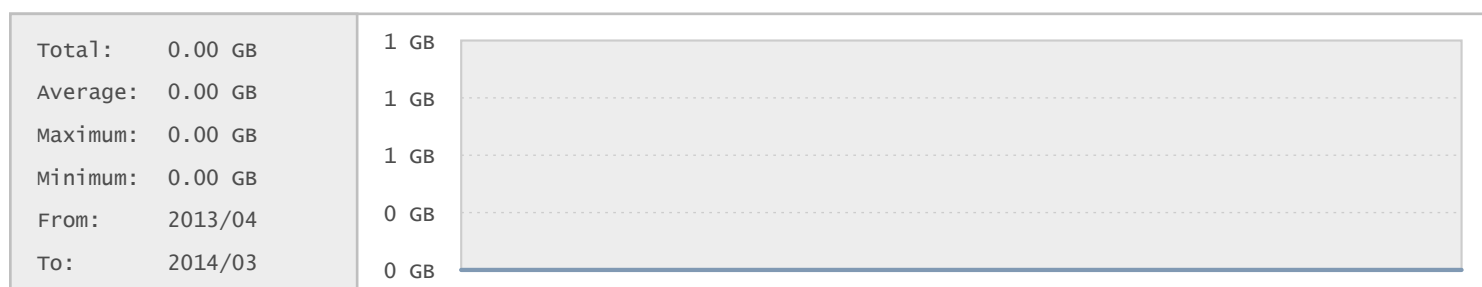 Total: 0.00 GB
Average: 0.00 GB
Maximum: 0.00 GB
Minimum: 0.00 GB
From: 2013/04
To: 2014/03
1 GB
1 GB
1 GB
0 GB
0 GB